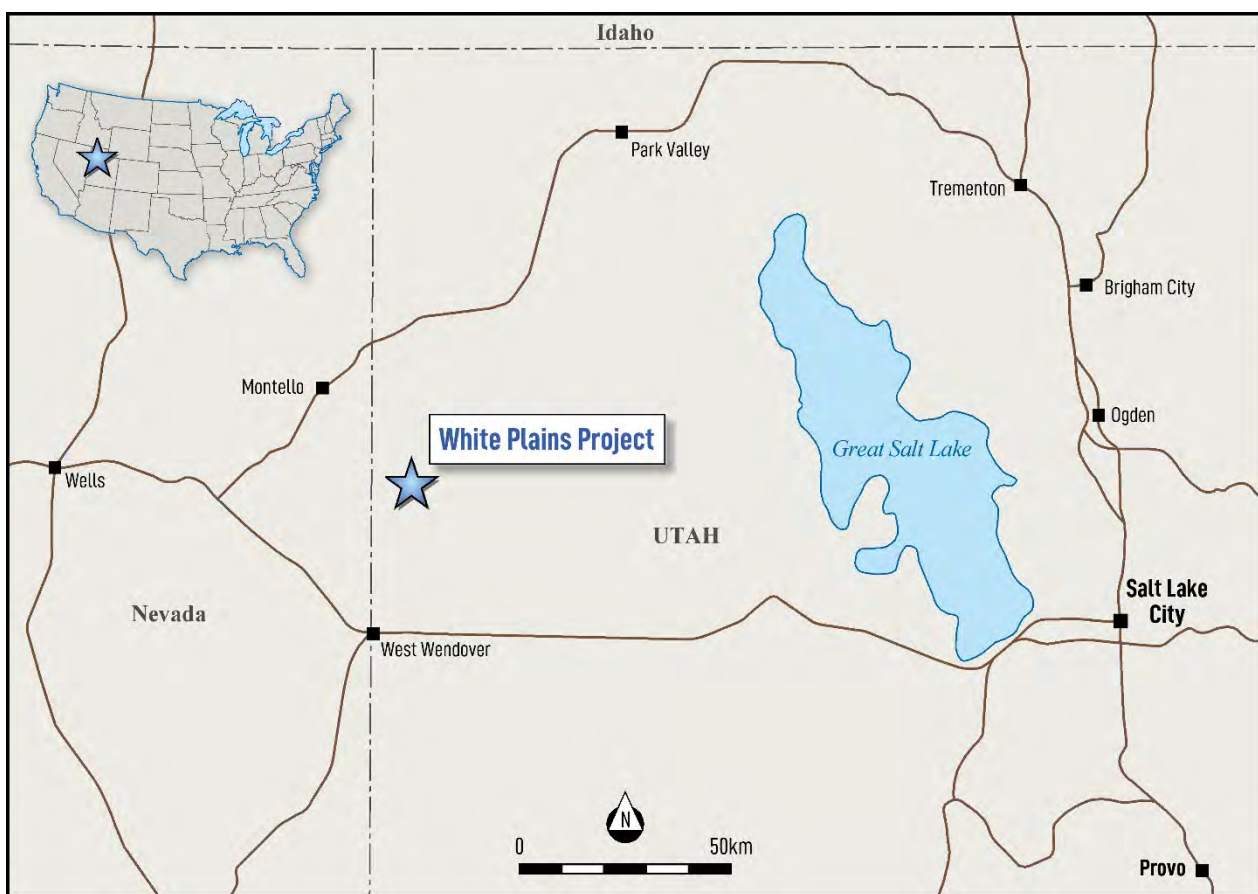 Idaho
Park Valley
Trementon
Brigham City
Montello
White Plains Project
Ogden
Great Salt Lake
Wells
UTAH
Salt Lake
City
Nevada
West Wendover
N
0 50km
Provo